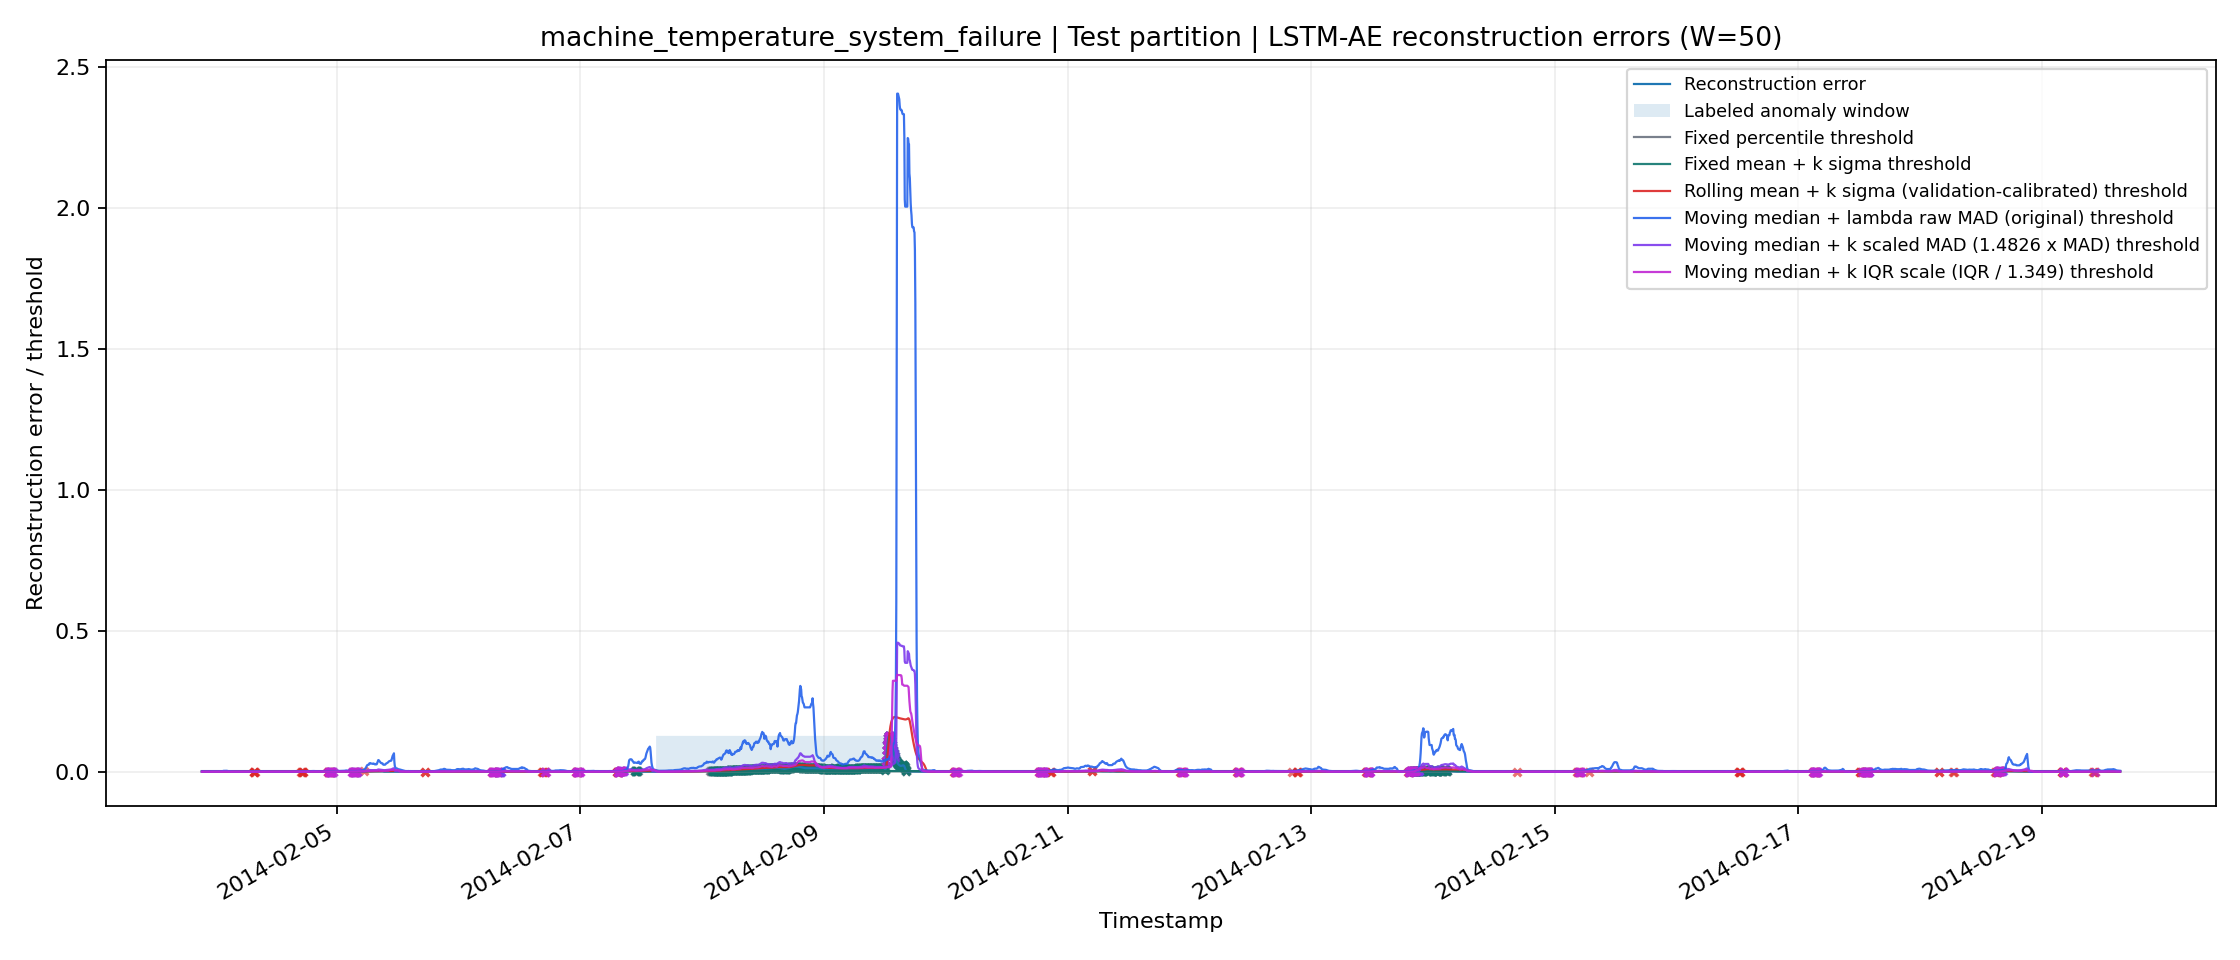 machine_temperature_system_failure | Test partition | LSTM-AE reconstruction errors (W=50)
Reconstruction error / threshold
2.5
2.0
1.5
1.0
0.5
0.0
Reconstruction error
Labeled anomaly window
Fixed percentile threshold
Fixed mean + k sigma threshold
Rolling mean + k sigma (validation-calibrated) threshold
Moving median + lambda raw MAD (original) threshold
Moving median + k scaled MAD (1.4826 x MAD) threshold
Moving median + k IQR scale (IQR / 1.349) threshold
2014-02-05
2014-02-07
2014-02-09
2014-02-11
2014-02-13
2014-02-15
2014-02-17
2014-02-19
Timestamp